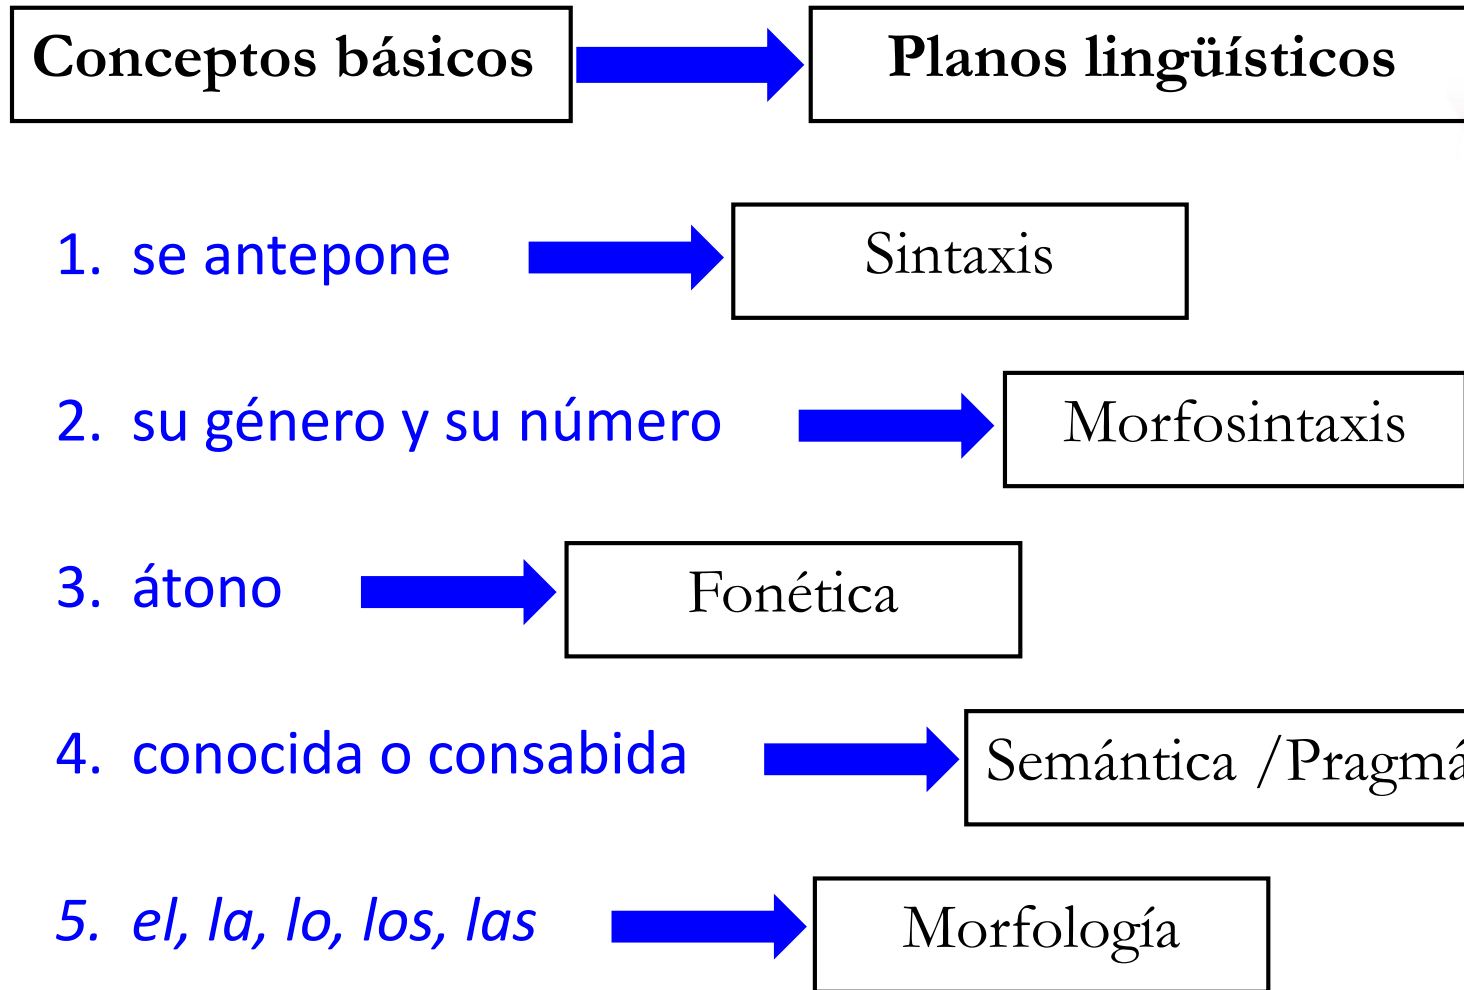 Conceptos básicos Planos lingüísticos
1. se antepone Sintaxis
2. su género y su número Morfosintaxis
3. átono Fonética
4. conocida o consabida Semántica /Pragmá
5. el, la, lo, los, las Morfología